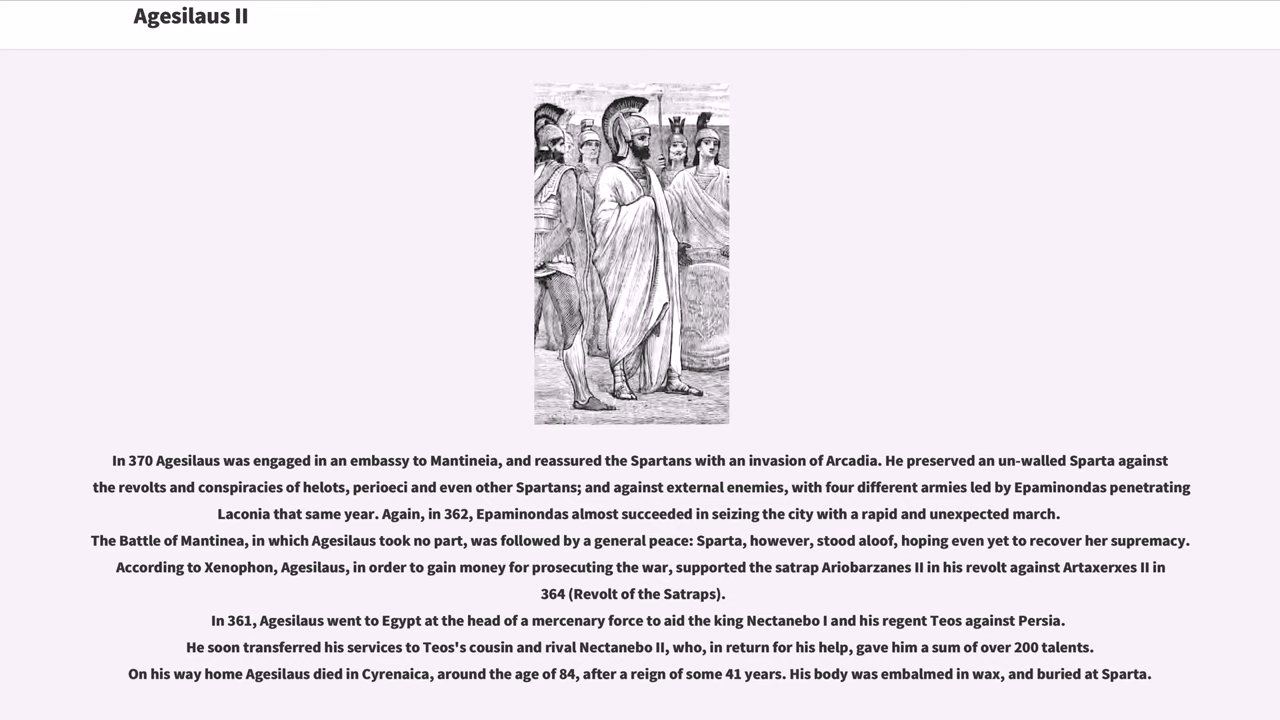 Agesilaus II
In 370 Agesilaus was engaged in an embassy to Mantineia, and reassured the Spartans with an invasion of Arcadia. He preserved an un-walled Sparta against
the revolts and conspiracies of helots, perioeci and even other Spartans; and against external enemies, with four different armies led by Epaminondas penetrating
Laconia that same year. Again, in 362, Epaminondas almost succeeded in seizing the city with a rapid and unexpected march.
The Battle of Mantinea, in which Agesilaus took no part, was followed by a general peace: Sparta, however, stood aloof, hoping even yet to recover her supremacy.
According to Xenophon, Agesilaus, in order to gain money for prosecuting the war, supported the satrap Ariobarzanes II in his revolt against Artaxerxes II in
364 (Revolt of the Satraps).
In 361, Agesilaus went to Egypt at the head of a mercenary force to aid the king Nectanebo I and his regent Teos against Persia.
He soon transferred his services to Teos's cousin and rival Nectanebo II, who, in return for his help, gave him a sum of over 200 talents.
On his way home Agesilaus died in Cyrenaica, around the age of 84, after a reign of some 41 years. His body was embalmed in wax, and buried at Sparta.